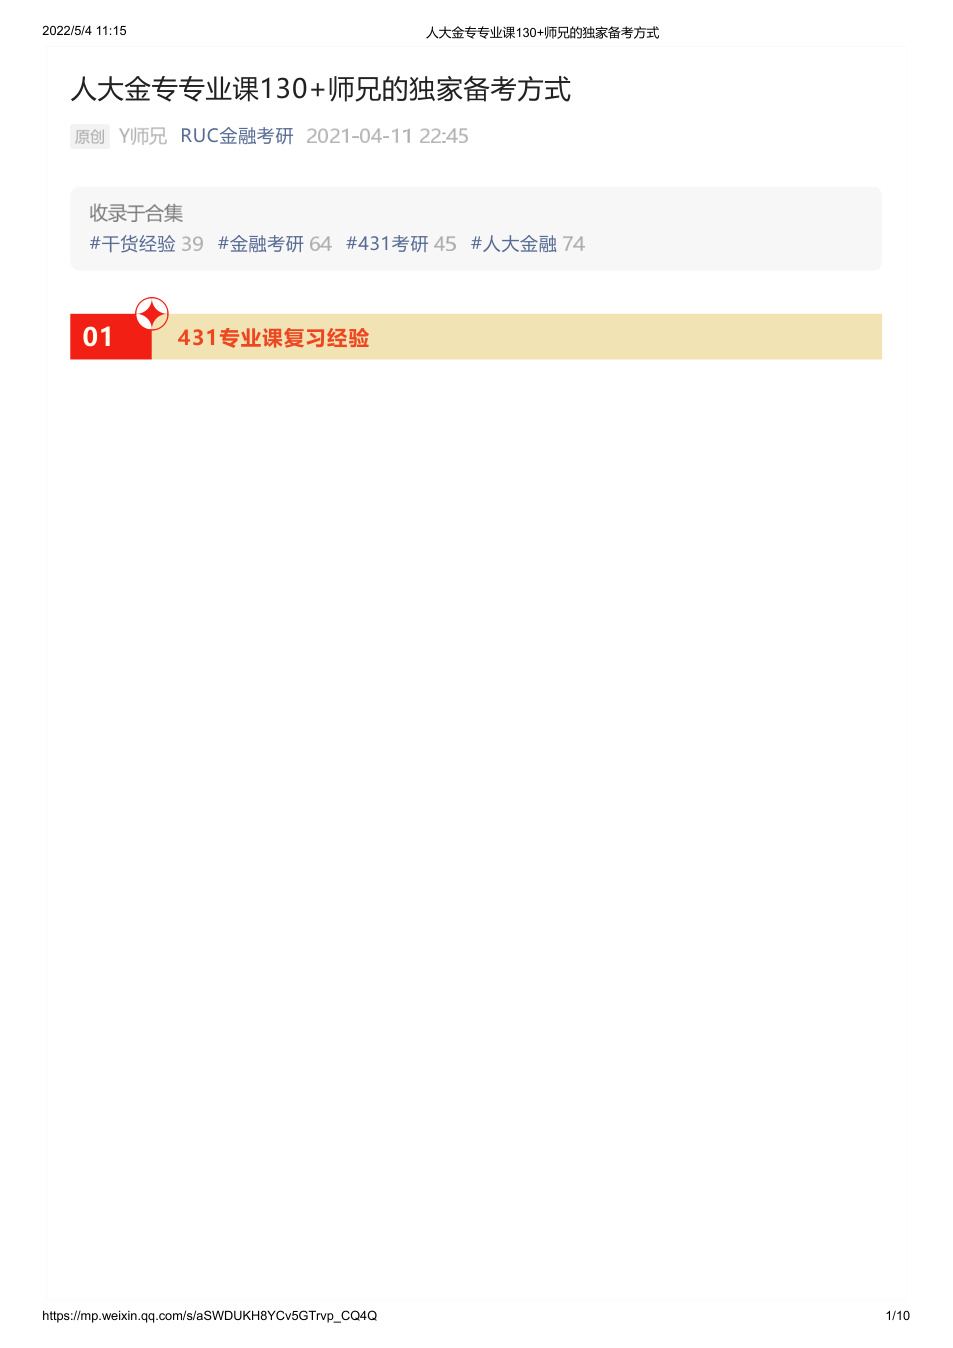 2022/5/4 11:15 人大金专专业课130+师兄的独家备考方式
人大金专专业课130+师兄的独家备考方式
原创 Y师兄 RUC金融考研 2021-04-11 22:45
收录于合集
#干货经验 39 #金融考研 64 #431考研 45 #人大金融 74
01 431专业课复习经验
https://mp.weixin.qq.com/s/aSWDUKH8YCv5GTrvp_CQ4Q 1/10